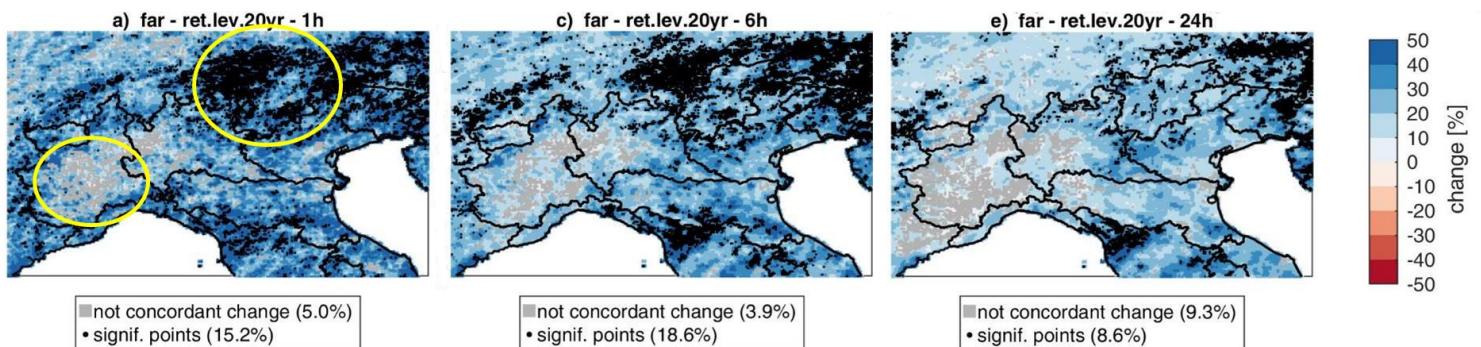 a) far - ret.lev.20yr - 1h
c) far - ret.lev.20yr - 6h
e) far - ret.lev.20yr - 24h
50
40
30
20
10
0
-10
-20
-30
-40
-50
change [%]
not concordant change (5.0%)
• signif. points (15.2%)
not concordant change (3.9%)
• signif. points (18.6%)
not concordant change (9.3%)
• signif. points (8.6%)